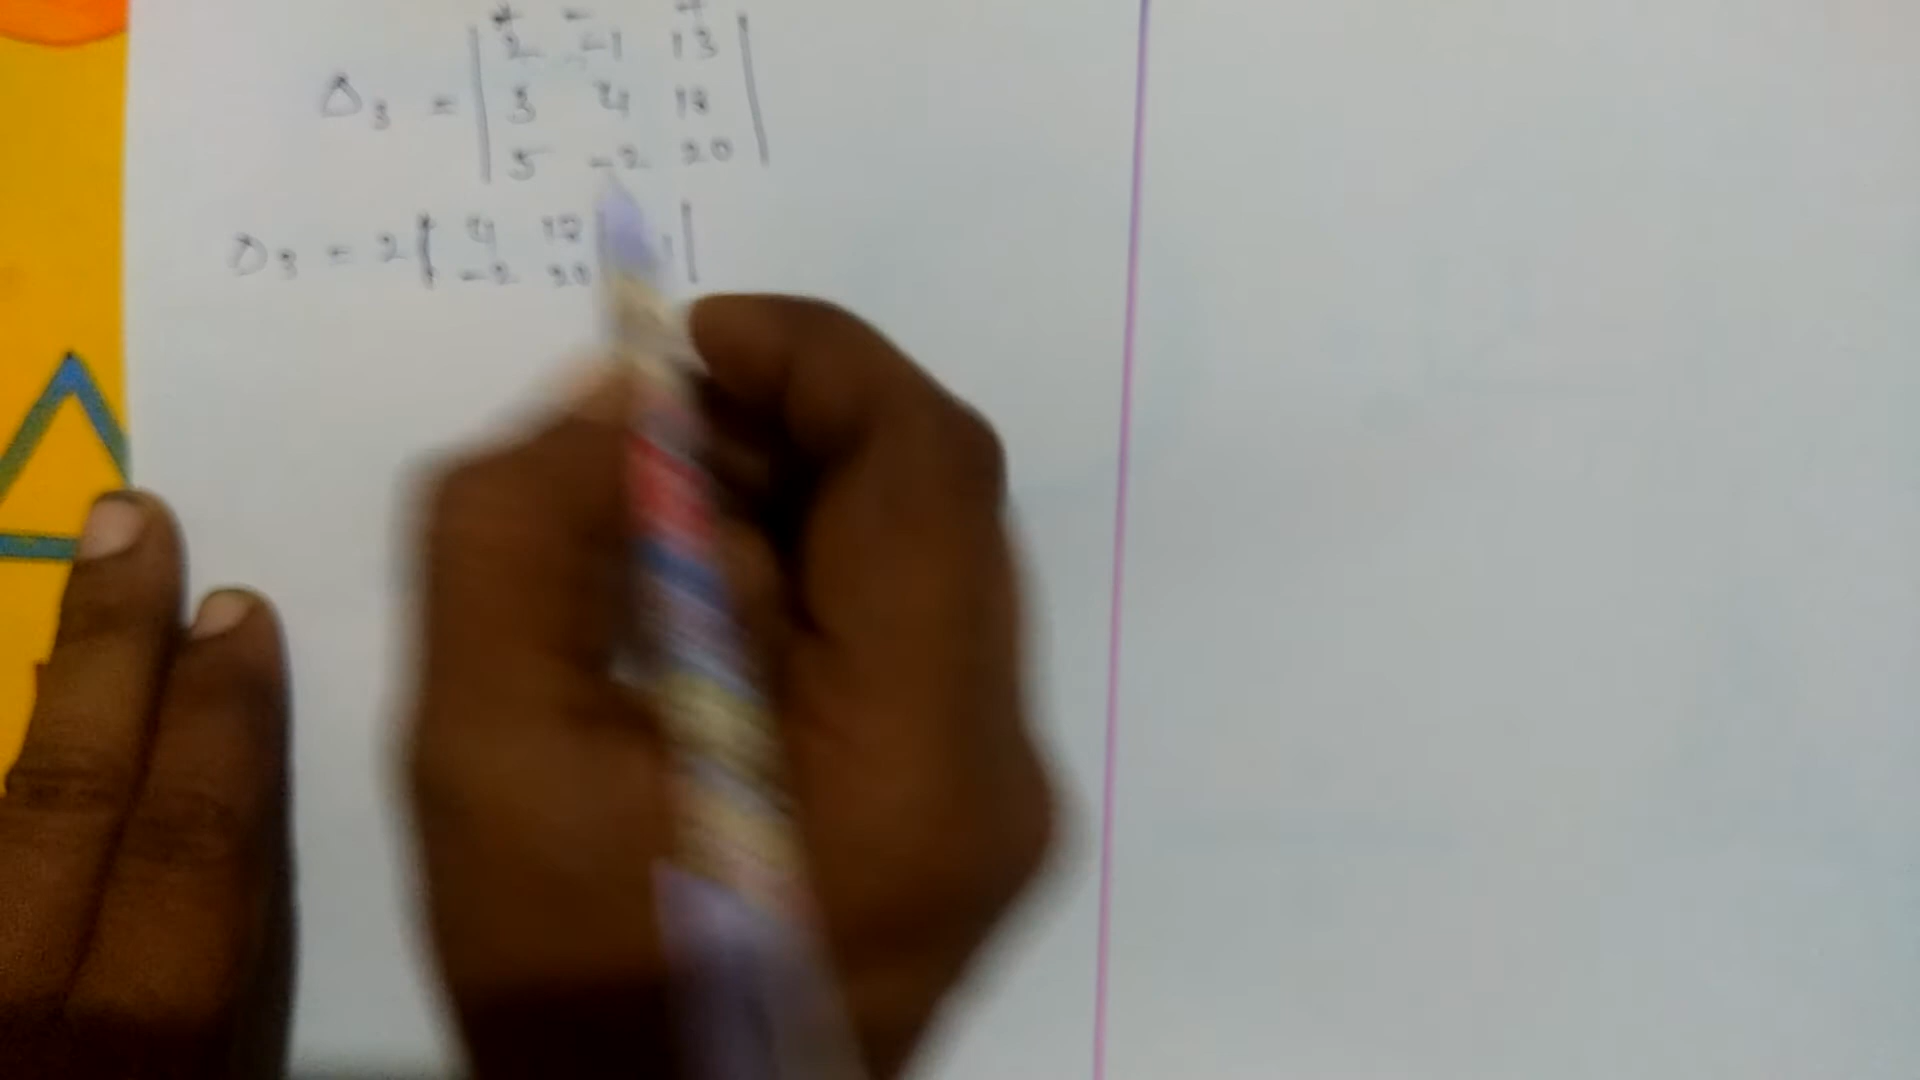 + - +
Δ₃ = | 2 -1 13 |
| 3 4 18 |
| 5 -2 20 |
Δ₃ = 2 | 4 18 | |
| -2 20